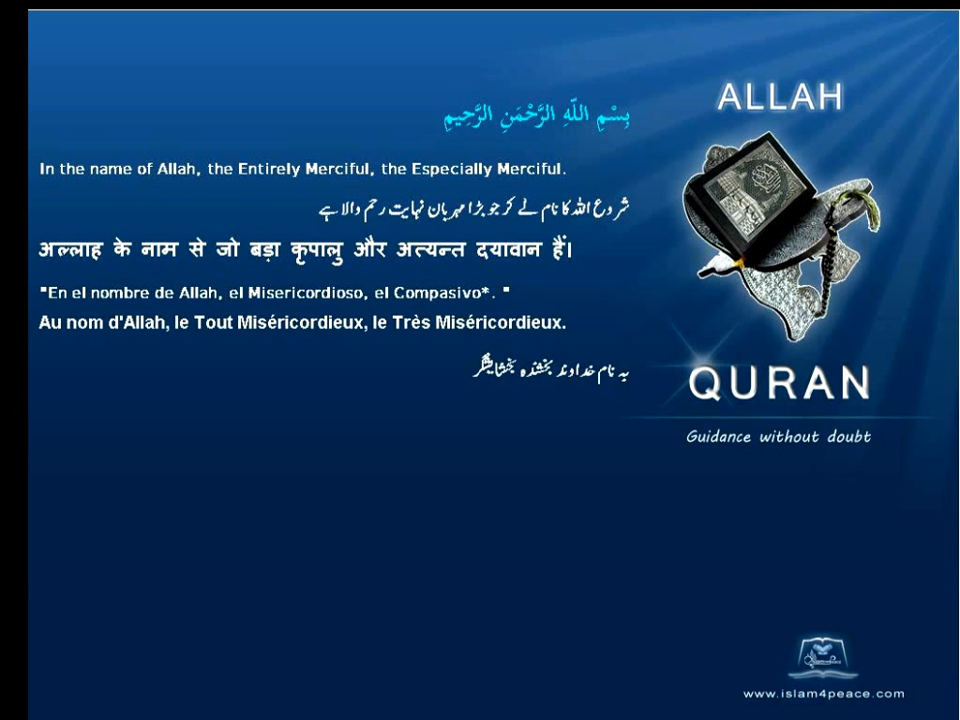 بِسْمِ اللّهِ الرَّحْمَنِ الرَّحِيمِ
In the name of Allah, the Entirely Merciful, the Especially Merciful.
شروع الله کا نام لے کر جو بڑا مہربان نہایت رحم والا ہے
अल्लाह के नाम से जो बड़ा कृपालु और अत्यन्त दयावान हैं।
"En el nombre de Allah, el Misericordioso, el Compasivo*. "
Au nom d'Allah, le Tout Miséricordieux, le Très Miséricordieux.
به نام خداوند بخشنده بخشایشگر
ALLAH
QURAN
Guidance without doubt
www.islam4peace.com